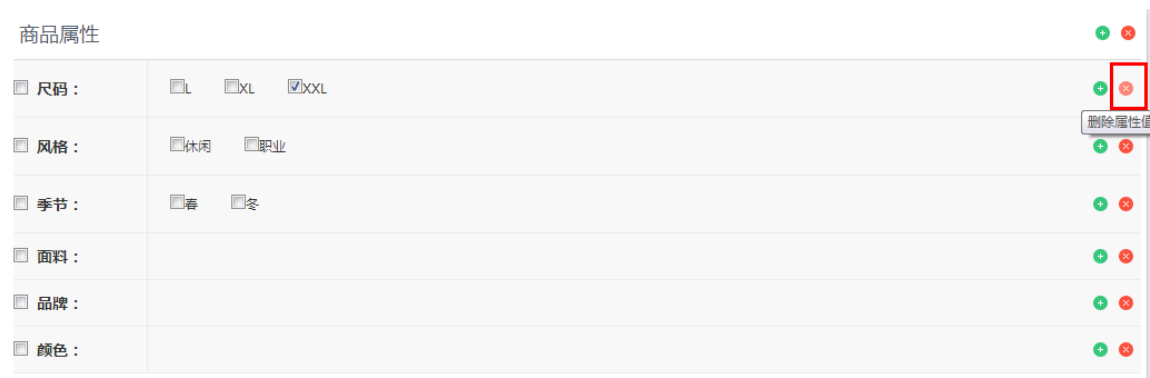 商品属性
尺码： L XL XXL
删除属性值
风格： 休闲 职业
季节： 春 冬
面料：
品牌：
颜色：